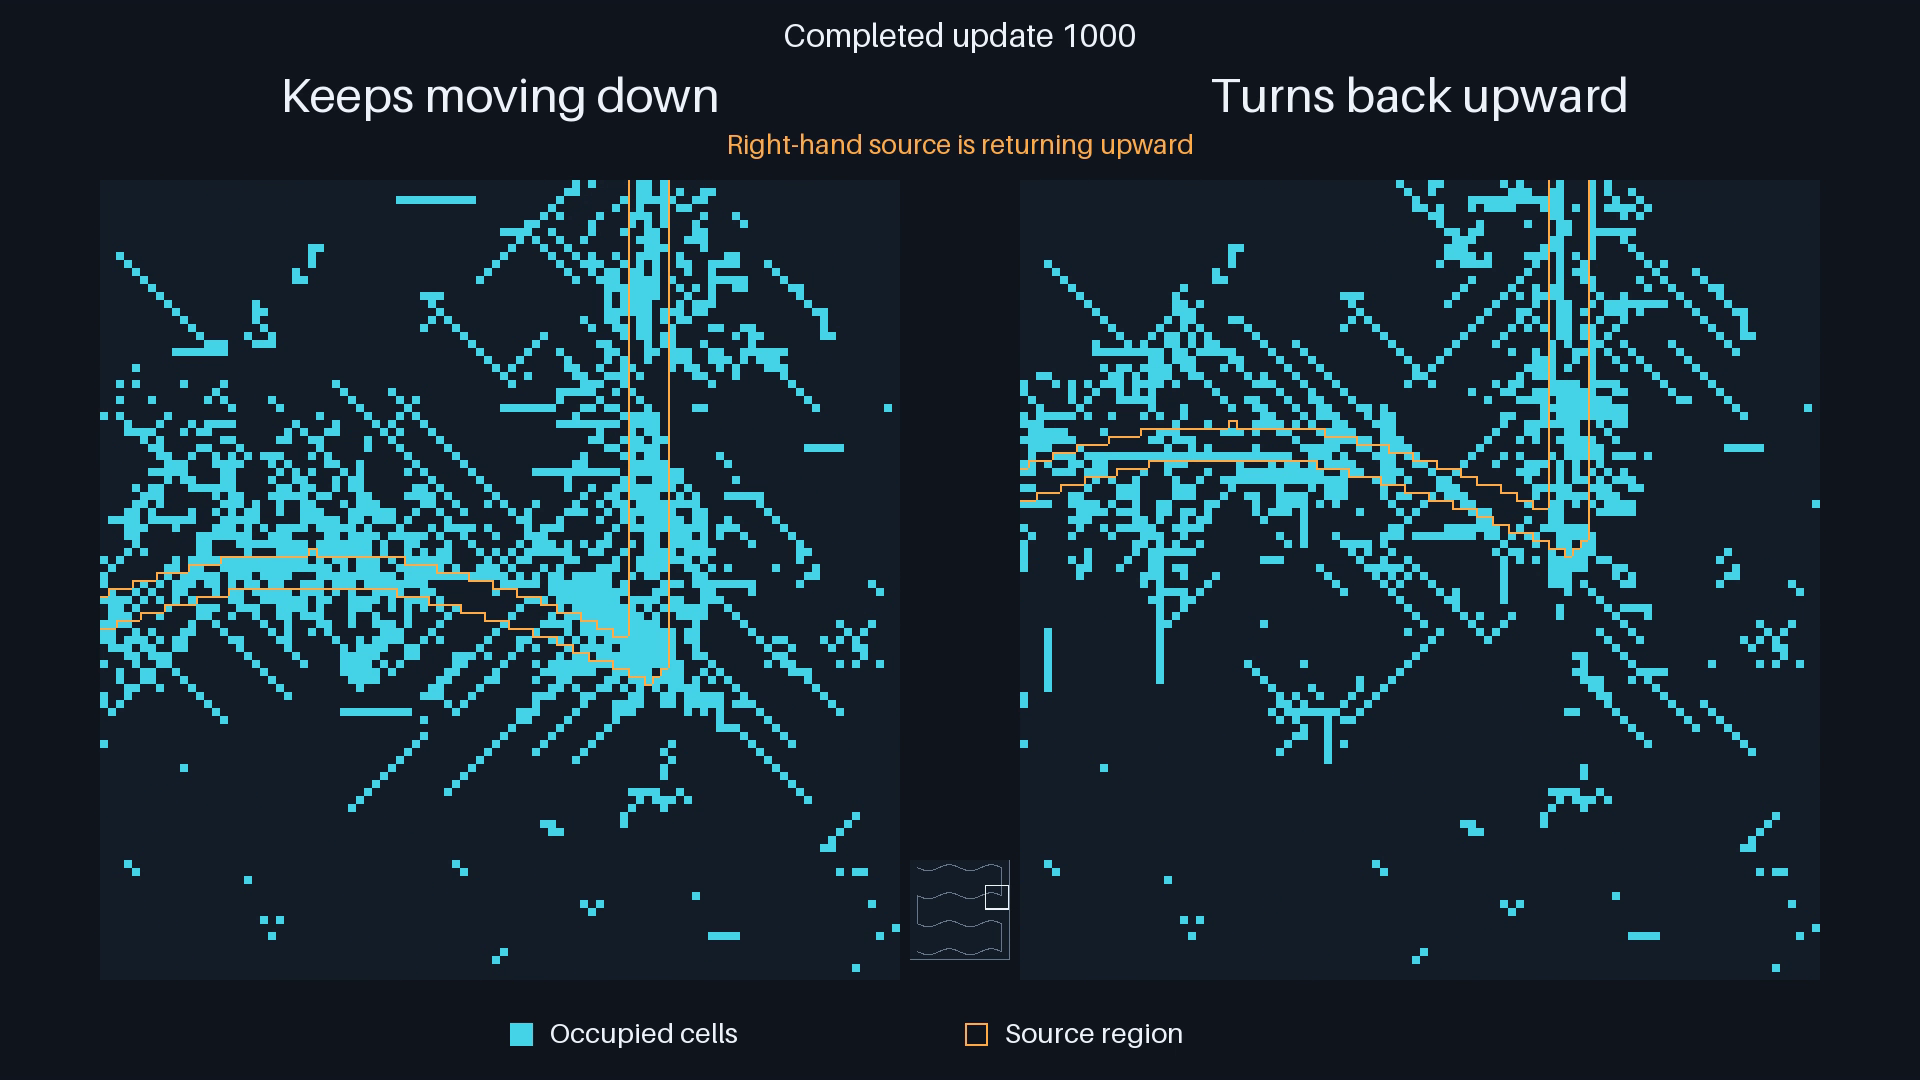 Completed update 1000
Keeps moving down
Turns back upward
Right-hand source is returning upward
Occupied cells
Source region